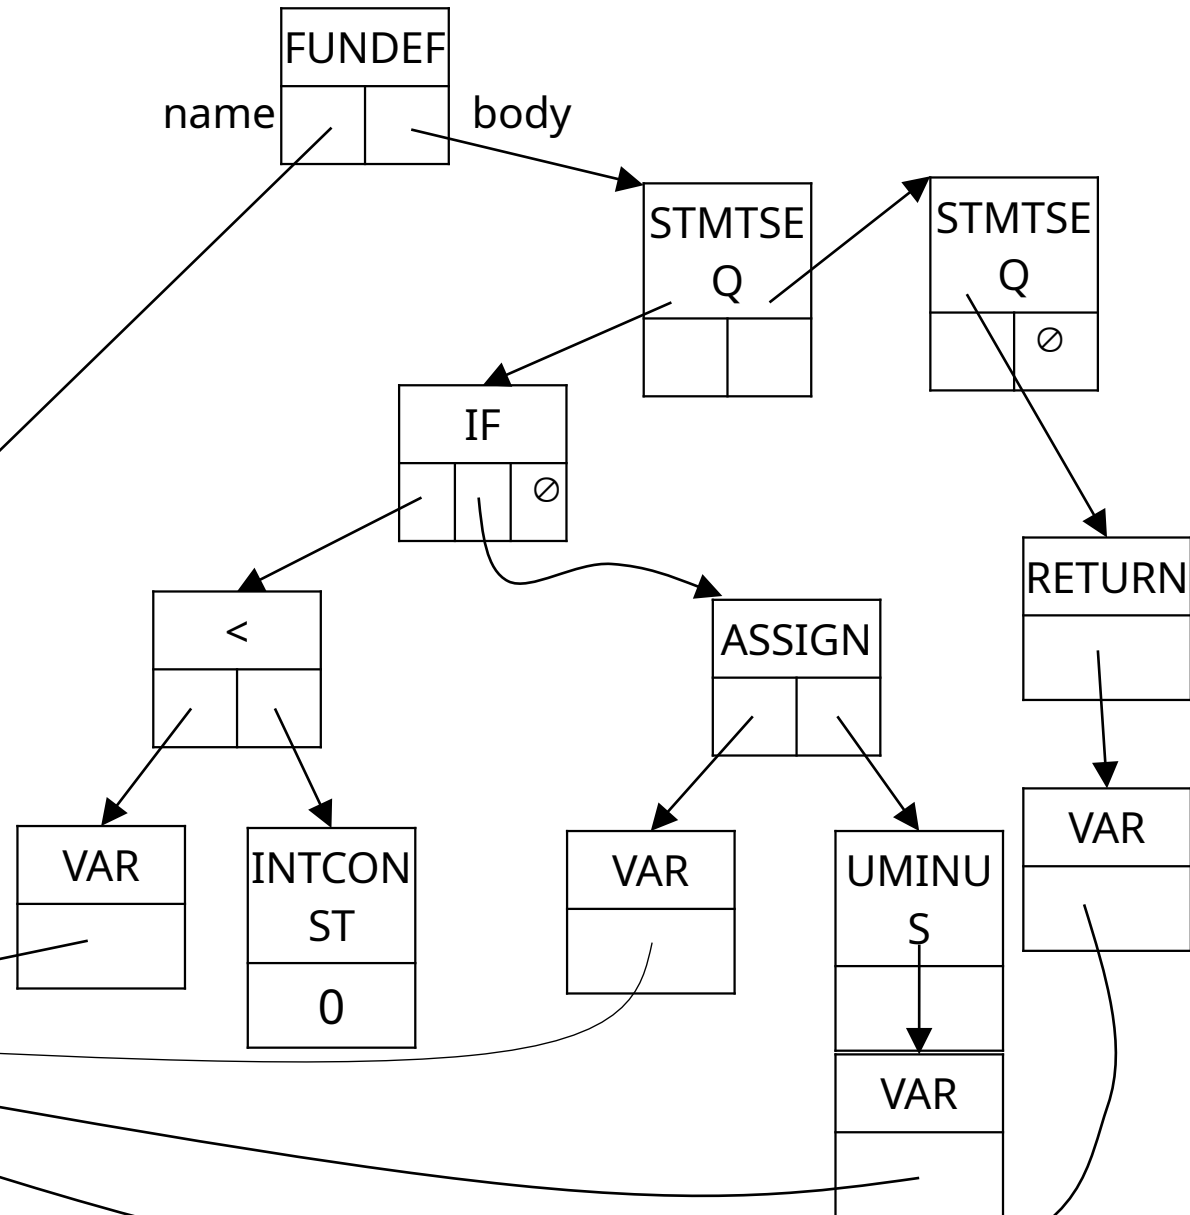 FUNDEF
name
body
STMTSE
Q
STMTSE
Q
IF
∅
∅
<
ASSIGN
RETURN
VAR
INTCON
ST
0
VAR
UMINU
S
VAR
VAR